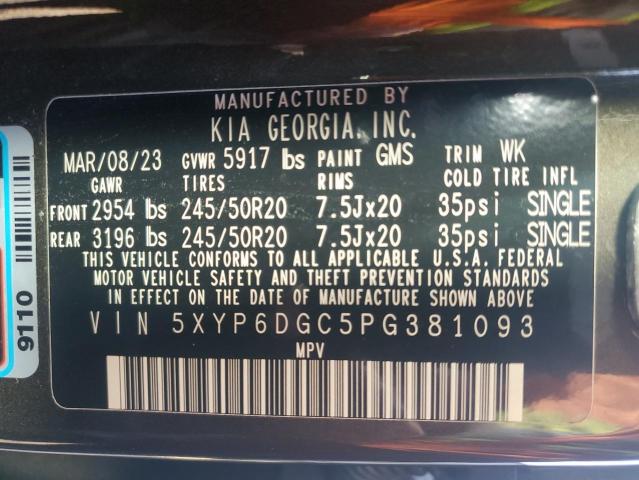 MANUFACTURED BY
KIA GEORGIA, INC.
MAR/08/23 GVWR 5917 lbs PAINT GMS TRIM WK
GAWR TIRES RIMS COLD TIRE INFL
FRONT 2954 lbs 245/50R20 7.5Jx20 35psi SINGLE
REAR 3196 lbs 245/50R20 7.5Jx20 35psi SINGLE
THIS VEHICLE CONFORMS TO ALL APPLICABLE U.S.A. FEDERAL
MOTOR VEHICLE SAFETY AND THEFT PREVENTION STANDARDS
IN EFFECT ON THE DATE OF MANUFACTURE SHOWN ABOVE
VIN 5XYP6DGC5PG381093
MPV
9110